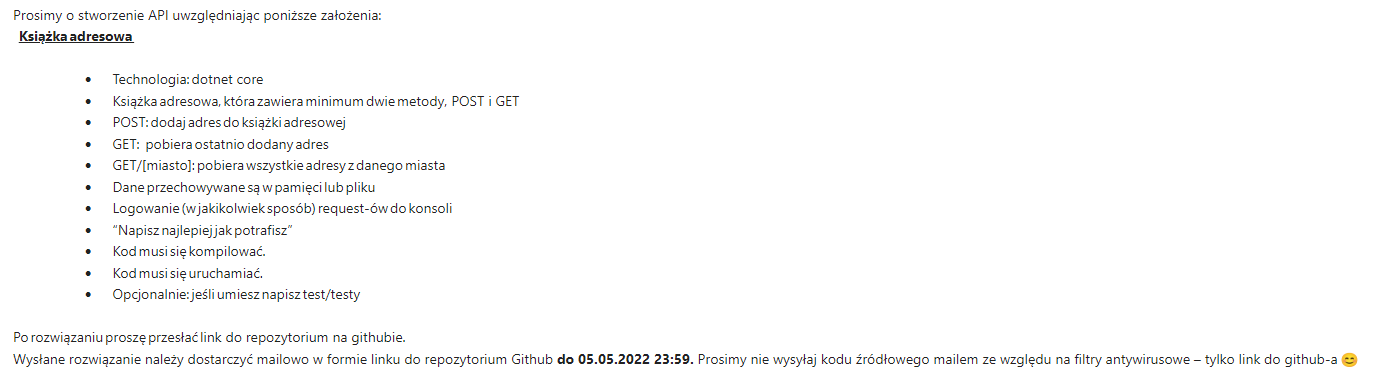 Prosimy o stworzenie API uwzględniając poniższe założenia:
Książka adresowa
• Technologia: dotnet core
• Książka adresowa, która zawiera minimum dwie metody, POST i GET
• POST: dodaj adres do książki adresowej
• GET: pobiera ostatnio dodany adres
• GET/[miasto]: pobiera wszystkie adresy z danego miasta
• Dane przechowywane są w pamięci lub pliku
• Logowanie (w jakikolwiek sposób) request-ów do konsoli
• “Napisz najlepiej jak potrafisz”
• Kod musi się kompilować.
• Kod musi się uruchamiać.
• Opcjonalnie: jeśli umiesz napisz test/testy
Po rozwiązaniu proszę przesłać link do repozytorium na githubie.
Wysłane rozwiązanie należy dostarczyć mailowo w formie linku do repozytorium Github do 05.05.2022 23:59. Prosimy nie wysyłaj kodu źródłowego mailem ze względu na filtry antywirusowe – tylko link do github-a 😊